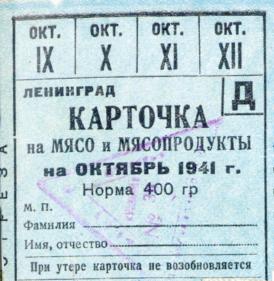 ОКТ. ОКТ. ОКТ. ОКТ.
IX X XI XII
ЛЕНИНГРАД Д
КАРТОЧКА
на МЯСО и МЯСОПРОДУКТЫ
на ОКТЯБРЬ 1941 г.
Норма 400 гр
М. П.
Фамилия
Имя, отчество
При утере карточка не возобновляется